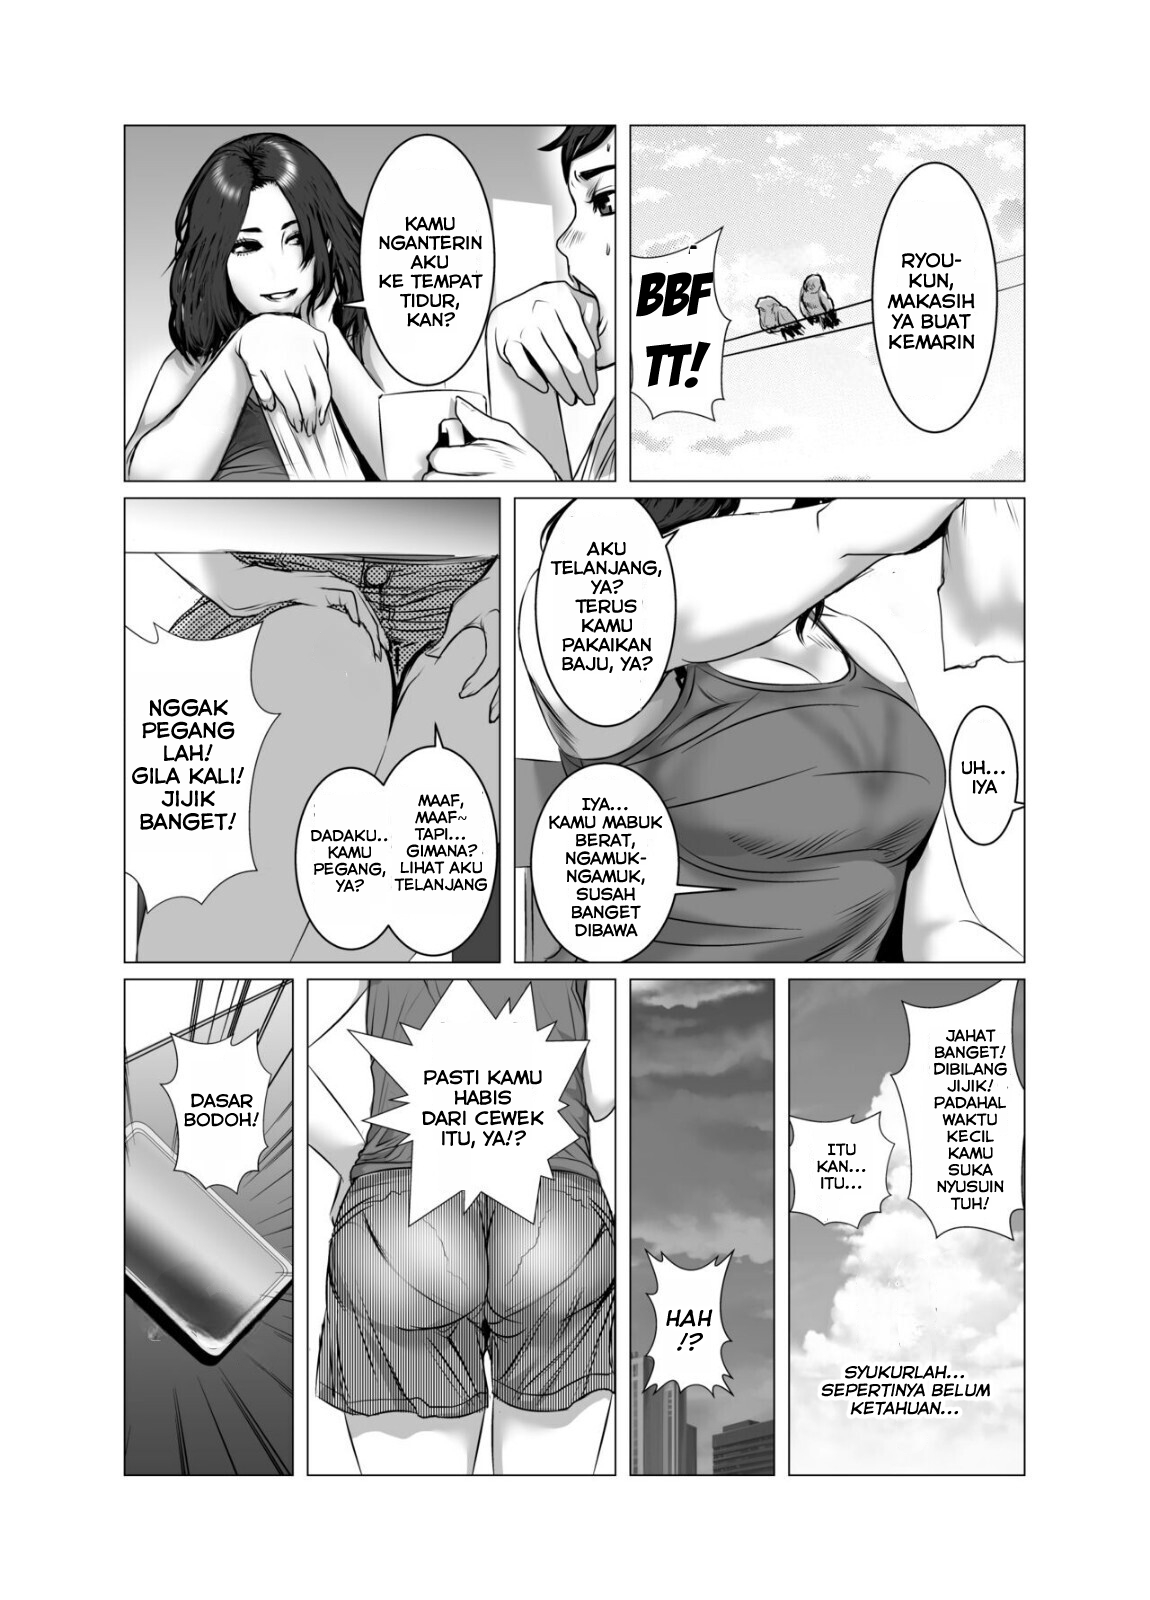 RYOU-
KUN,
MAKASIH
YA BUAT
KEMARIN
BBF
TT!
KAMU
NGANTERIN
AKU
KE TEMPAT
TIDUR,
KAN?
AKU
TELANJANG,
YA?
TERUS
KAMU
PAKAIKAN
BAJU, YA?
UH...
IYA
IYA...
KAMU MABUK
BERAT,
NGAMUK-
NGAMUK,
SUSAH
BANGET
DIBAWA
MAAF,
MAAF~
TAPI...
GIMANA?
LIHAT AKU
TELANJANG
DADAKU..
KAMU
PEGANG,
YA?
NGGAK
PEGANG
LAH!
GILA KALI!
JIJIK
BANGET!
JAHAT
BANGET!
DIBILANG
JIJIK!
PADAHAL
WAKTU
KECIL
KAMU
SUKA
NYUSUIN
TUH!
ITU
KAN...
ITU...
SYUKURLAH...
SEPERTINYA BELUM
KETAHUAN...
HAH
!?
PASTI KAMU
HABIS
DARI CEWEK
ITU, YA!?
DASAR
BODOH!